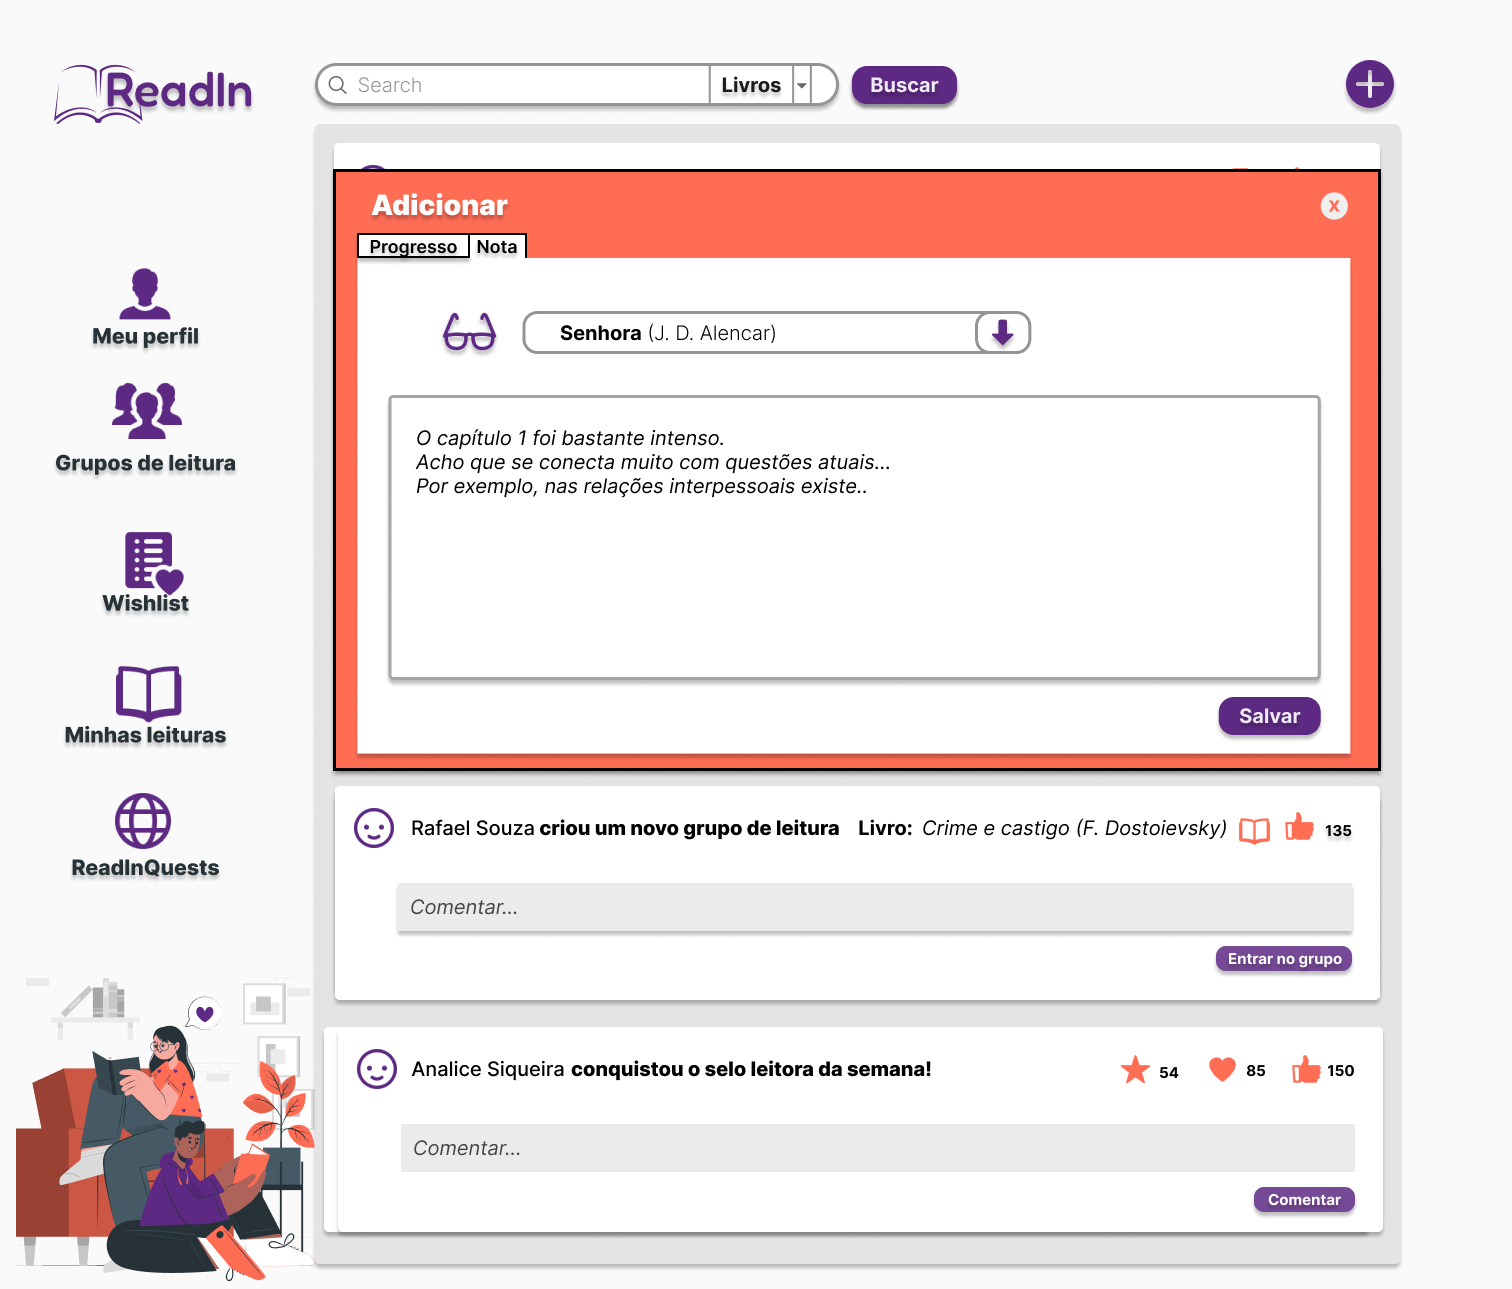 ReadIn
Search
Livros
Buscar
Adicionar
X
Progresso
Nota
Senhora (J. D. Alencar)
O capítulo 1 foi bastante intenso.
Acho que se conecta muito com questões atuais...
Por exemplo, nas relações interpessoais existe..
Salvar
Meu perfil
Grupos de leitura
Wishlist
Minhas leituras
ReadInQuests
Rafael Souza criou um novo grupo de leitura Livro: Crime e castigo (F. Dostoievsky) 135
Comentar...
Entrar no grupo
Analice Siqueira conquistou o selo leitora da semana! 54 85 150
Comentar...
Comentar